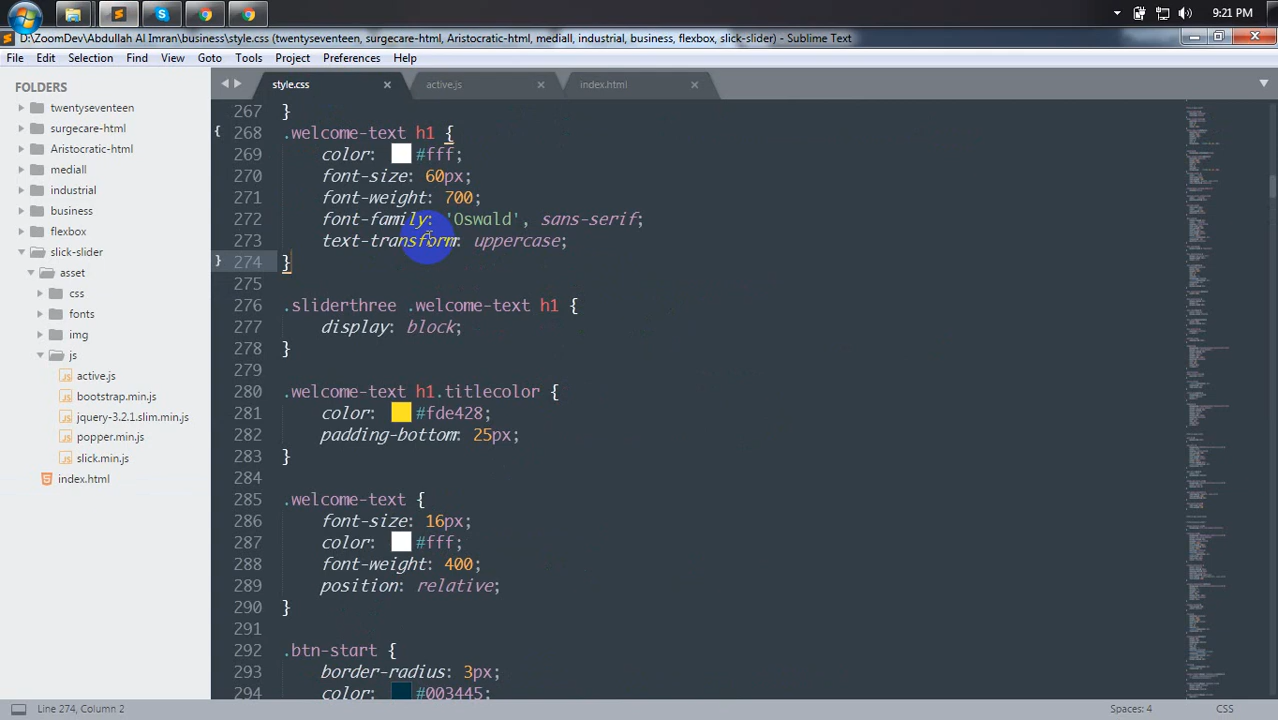 9:21 PM
D:\ZoomDev\Abdullah Al Imran\business\style.css (twentyseventeen, surgecare-html, Aristocratic-html, mediall, industrial, business, flexbox, slick-slider) - Sublime Text
File Edit Selection Find View Goto Tools Project Preferences Help
FOLDERS
twentyseventeen
surgecare-html
Aristocratic-html
mediall
industrial
business
flexbox
slick-slider
asset
css
fonts
img
js
active.js
bootstrap.min.js
jquery-3.2.1.slim.min.js
popper.min.js
slick.min.js
index.html
style.css active.js index.html
267 }
268 .welcome-text h1 {
269 color: #fff;
270 font-size: 60px;
271 font-weight: 700;
272 font-family: 'Oswald', sans-serif;
273 text-transform: uppercase;
274 }
275
276 .sliderthree .welcome-text h1 {
277 display: block;
278 }
279
280 .welcome-text h1.titlecolor {
281 color: #fde428;
282 padding-bottom: 25px;
283 }
284
285 .welcome-text {
286 font-size: 16px;
287 color: #fff;
288 font-weight: 400;
289 position: relative;
290 }
291
292 .btn-start {
293 border-radius: 3px;
294 color: #003445;
Line 274, Column 2 Spaces: 4 CSS